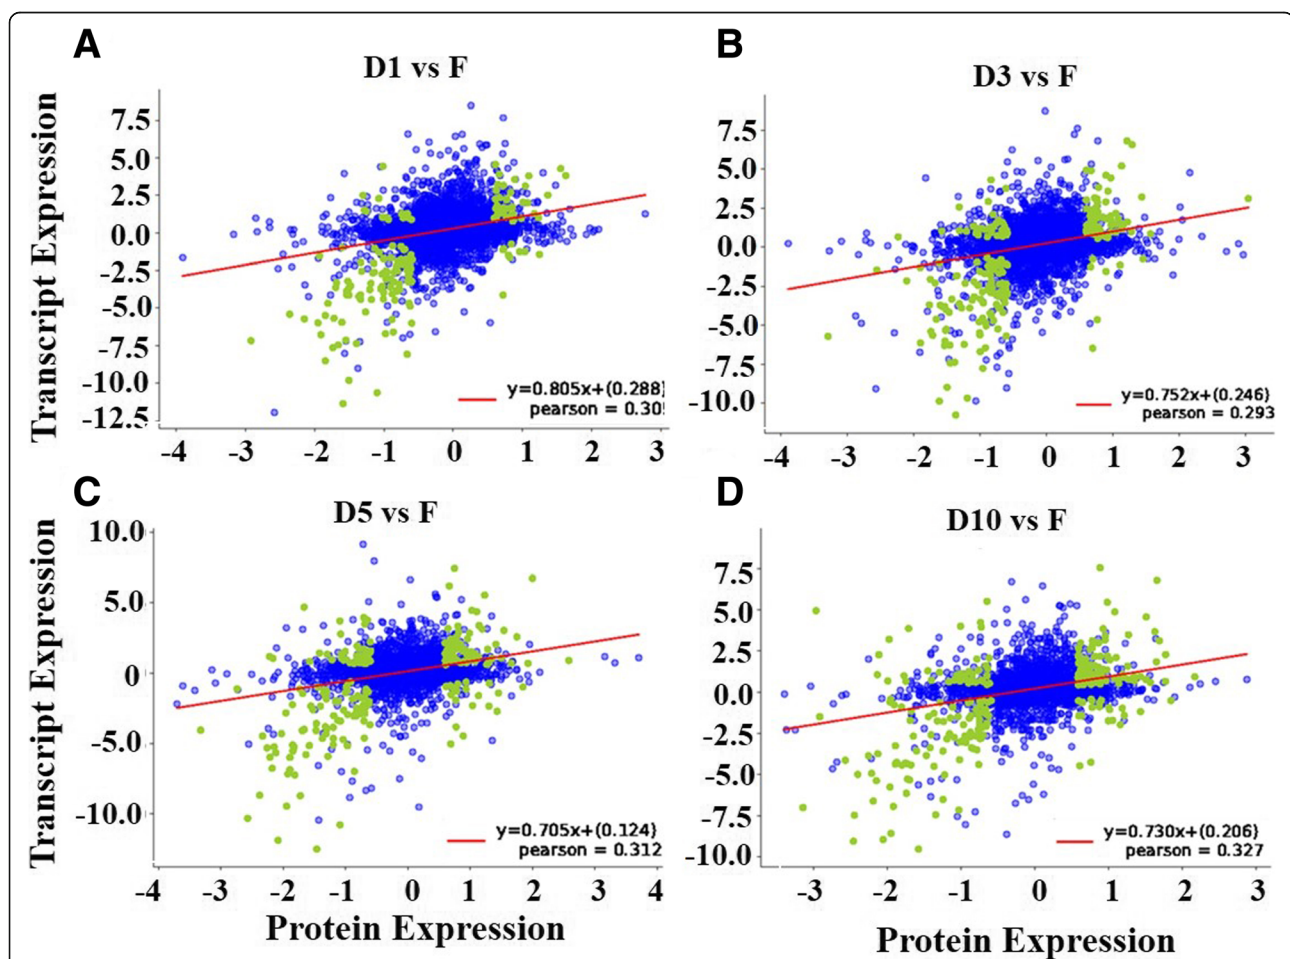 A
D1 vs F
Transcript Expression
7.5
5.0
2.5
0.0
-2.5
-5.0
-7.5
-10.0
-12.5
y=0.805x+(0.288)
pearson = 0.30
-4 -3 -2 -1 0 1 2 3
B
D3 vs F
7.5
5.0
2.5
0.0
-2.5
-5.0
-7.5
-10.0
y=0.752x+(0.246)
pearson = 0.293
-4 -3 -2 -1 0 1 2 3
C
D5 vs F
Transcript Expression
10.0
5.0
0
-5.0
-10.0
y=0.705x+(0.124)
pearson = 0.312
-4 -3 -2 -1 0 1 2 3 4
Protein Expression
D
D10 vs F
7.5
5.0
2.5
0.0
-2.5
-5.0
-7.5
-10.0
y=0.730x+(0.206)
pearson = 0.327
-3 -2 -1 0 1 2 3
Protein Expression